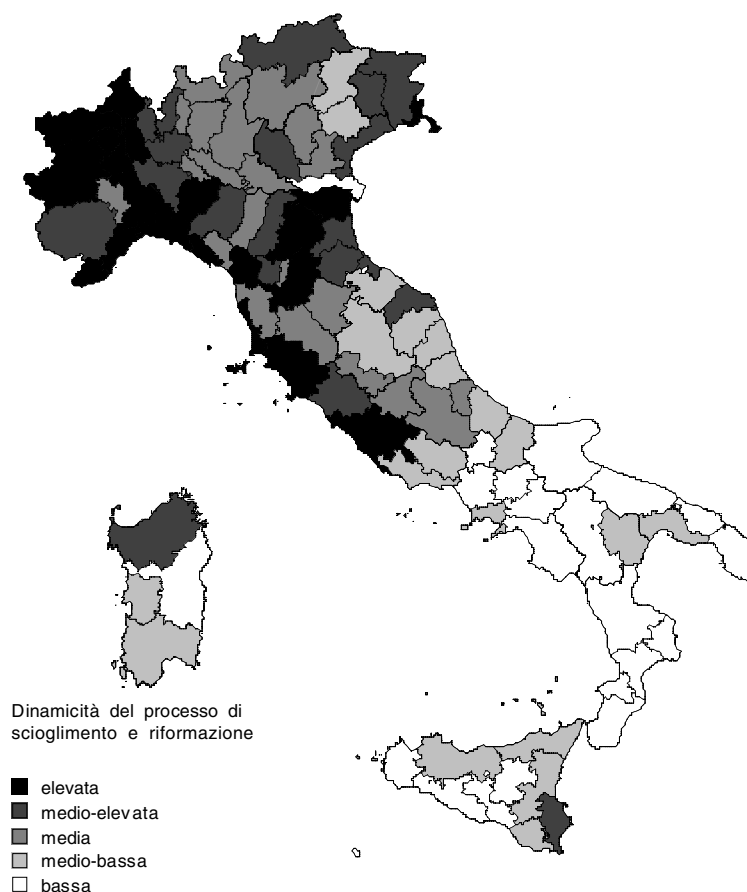 Dinamicità del processo di
scioglimento e riformazione
elevata
medio-elevata
media
medio-bassa
bassa